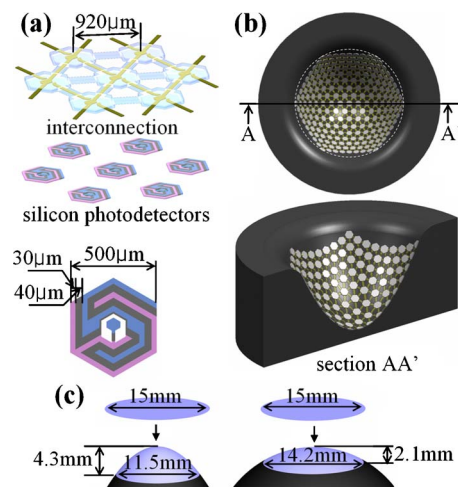 (a)
920μm
interconnection
silicon photodetectors
30μm
500μm
40μm
(b)
A
A
section AA’
(c)
15mm
15mm
4.3mm
11.5mm
14.2mm
2.1mm